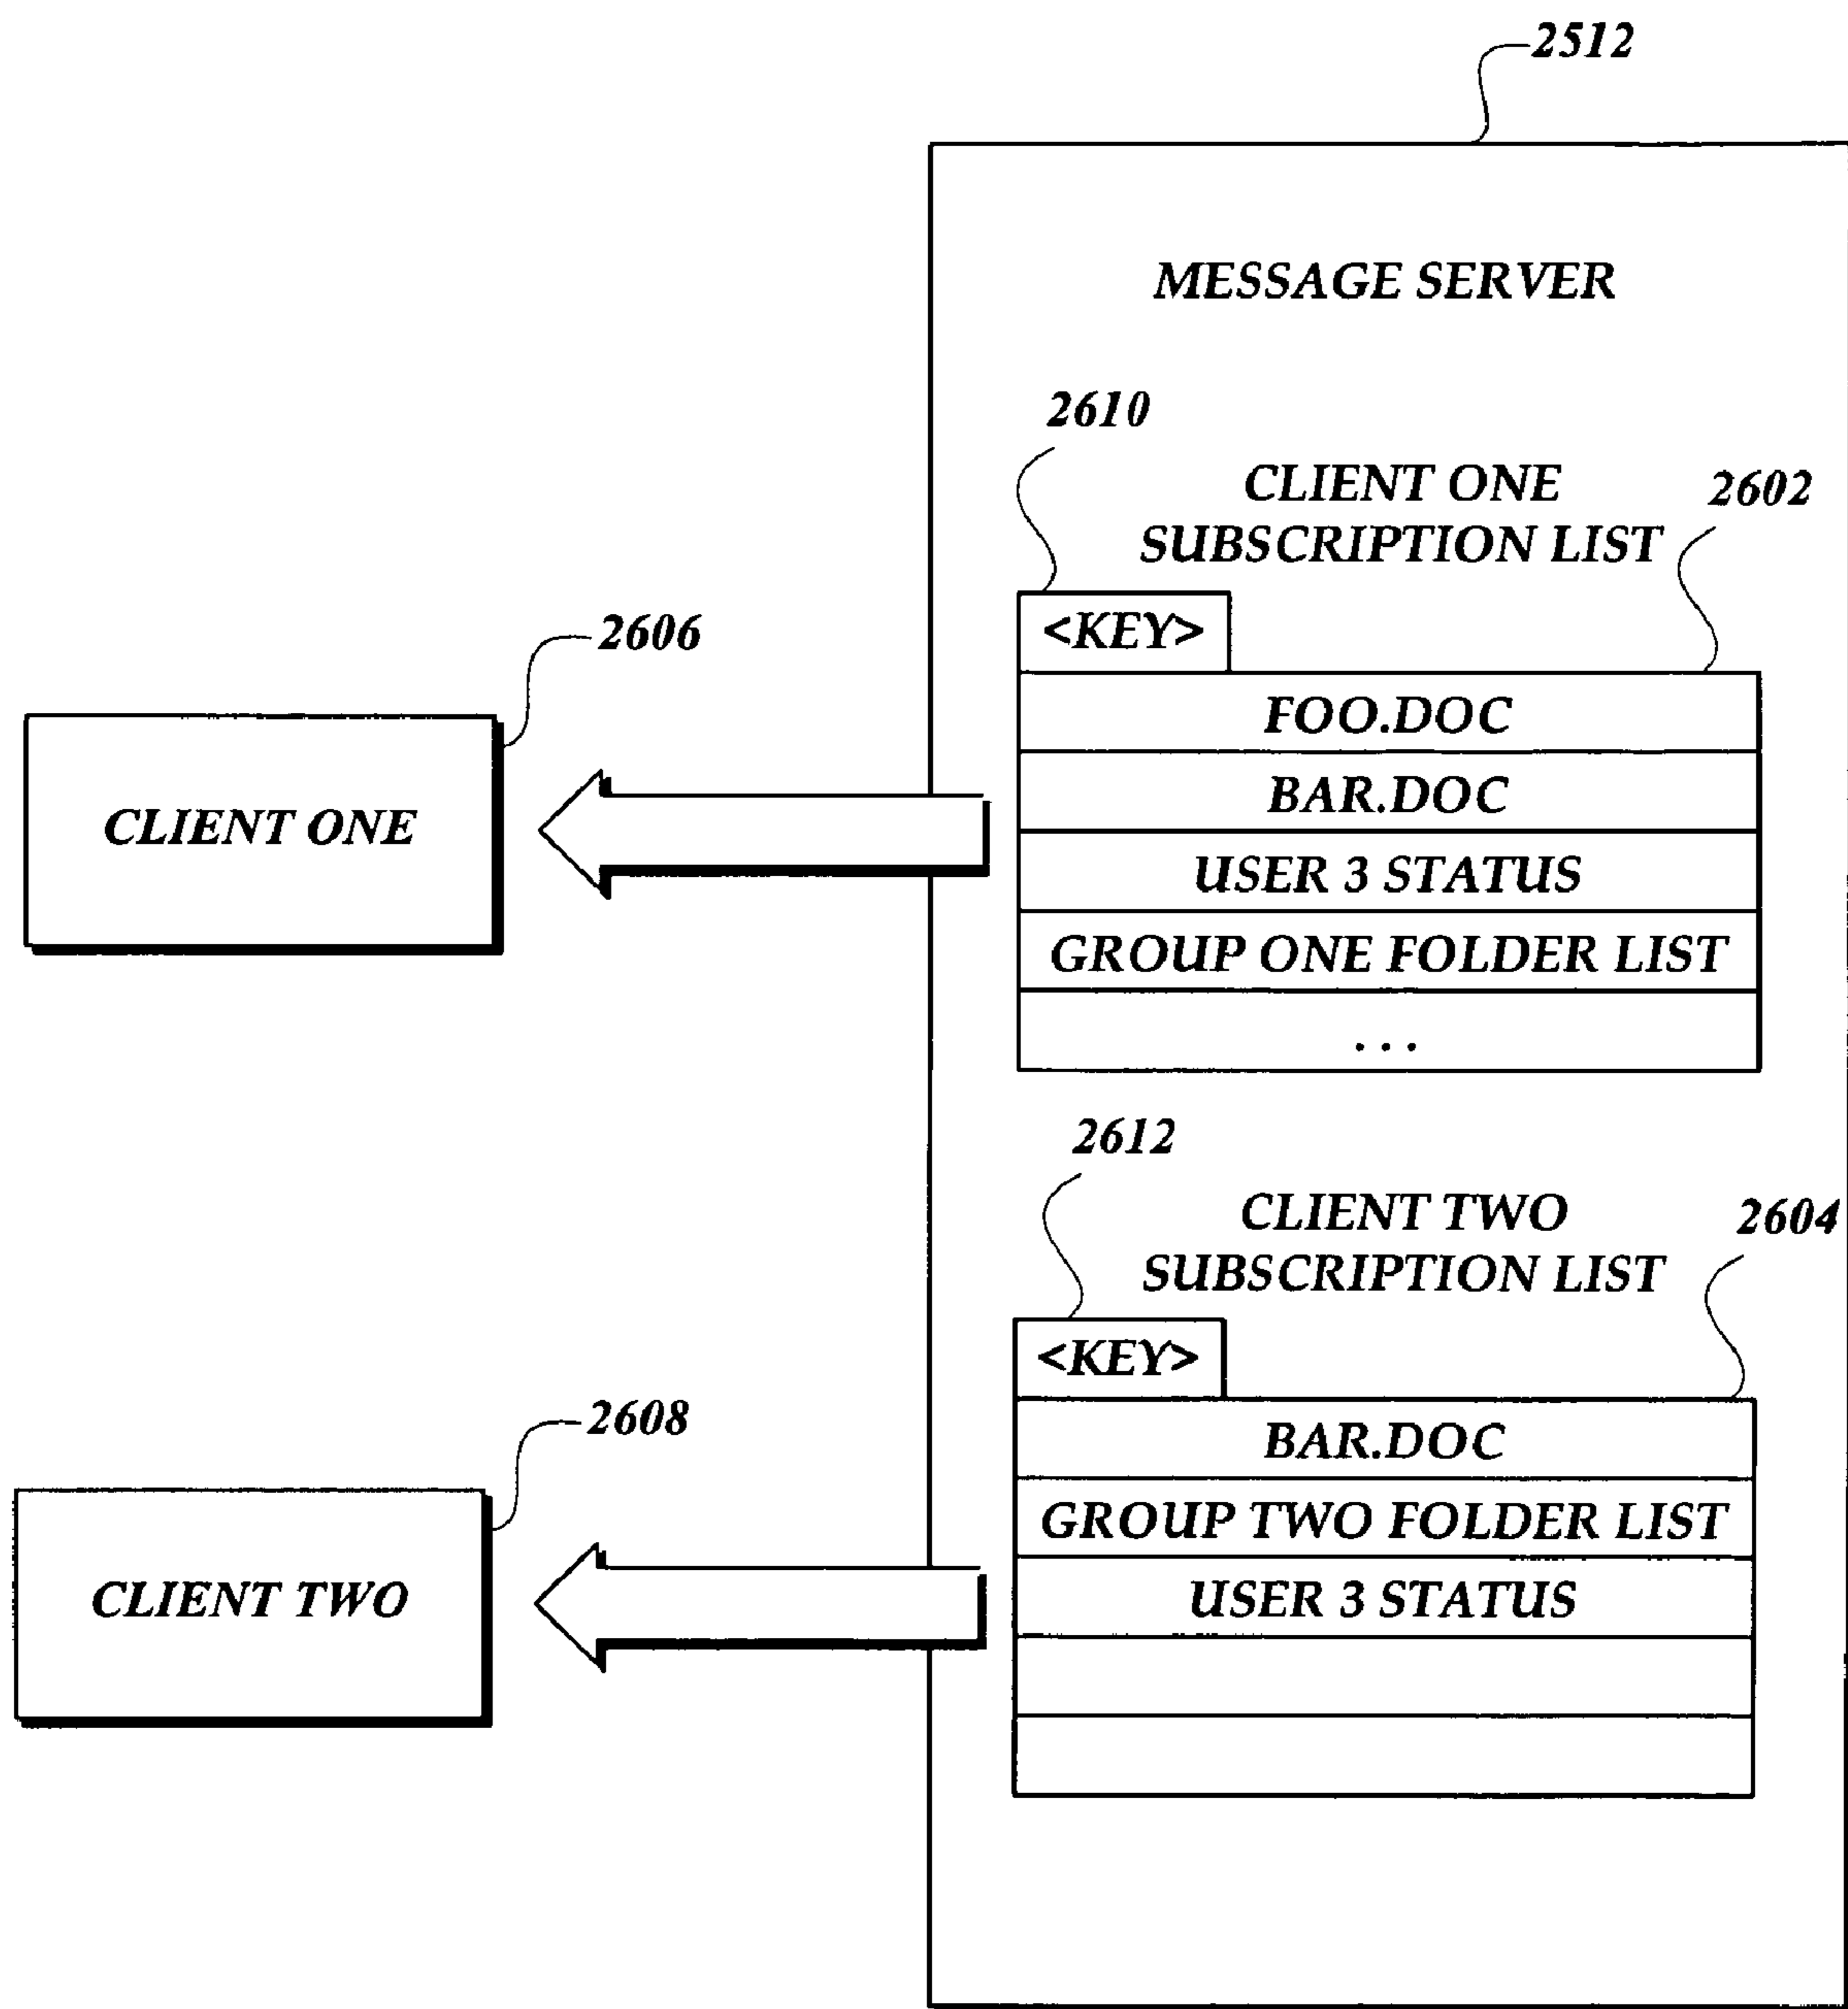 2512
MESSAGE SERVER
2610
CLIENT ONE
SUBSCRIPTION LIST
2602
<KEY>
FOO.DOC
BAR.DOC
USER 3 STATUS
GROUP ONE FOLDER LIST
...
2606
CLIENT ONE
2612
CLIENT TWO
SUBSCRIPTION LIST
2604
<KEY>
BAR.DOC
GROUP TWO FOLDER LIST
USER 3 STATUS
2608
CLIENT TWO